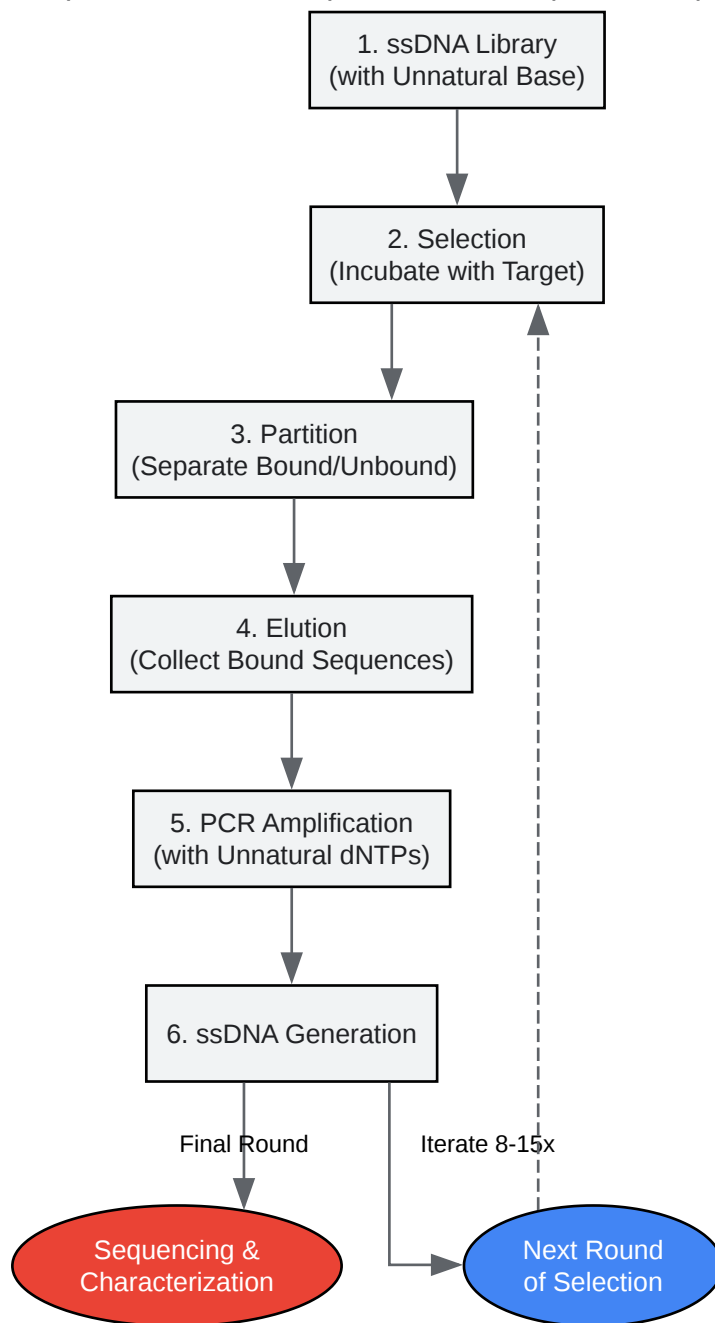 1. ssDNA Library
(with Unnatural Base)
2. Selection
(Incubate with Target)
3. Partition
(Separate Bound/Unbound)
4. Elution
(Collect Bound Sequences)
5. PCR Amplification
(with Unnatural dNTPs)
6. ssDNA Generation
Final Round
Iterate 8-15x
Sequencing &
Characterization
Next Round
of Selection